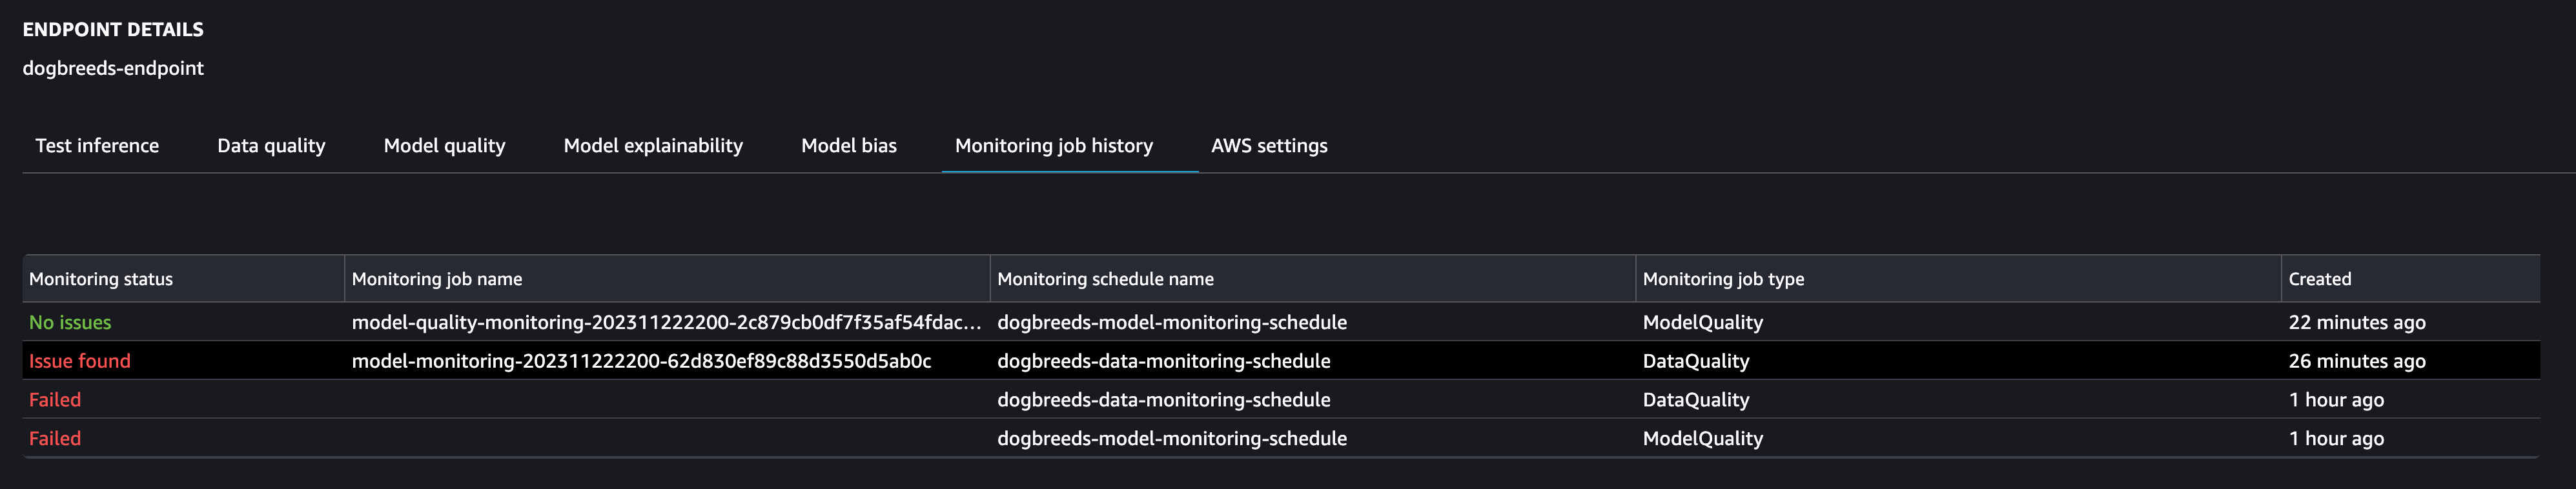 ENDPOINT DETAILS
dogbreeds-endpoint
Test inference Data quality Model quality Model explainability Model bias Monitoring job history AWS settings
Monitoring status Monitoring job name Monitoring schedule name Monitoring job type Created
No issues model-quality-monitoring-202311222200-2c879cb0df7f35af54fdac... dogbreeds-model-monitoring-schedule ModelQuality 22 minutes ago
Issue found model-monitoring-202311222200-62d830ef89c88d3550d5ab0c dogbreeds-data-monitoring-schedule DataQuality 26 minutes ago
Failed dogbreeds-data-monitoring-schedule DataQuality 1 hour ago
Failed dogbreeds-model-monitoring-schedule ModelQuality 1 hour ago